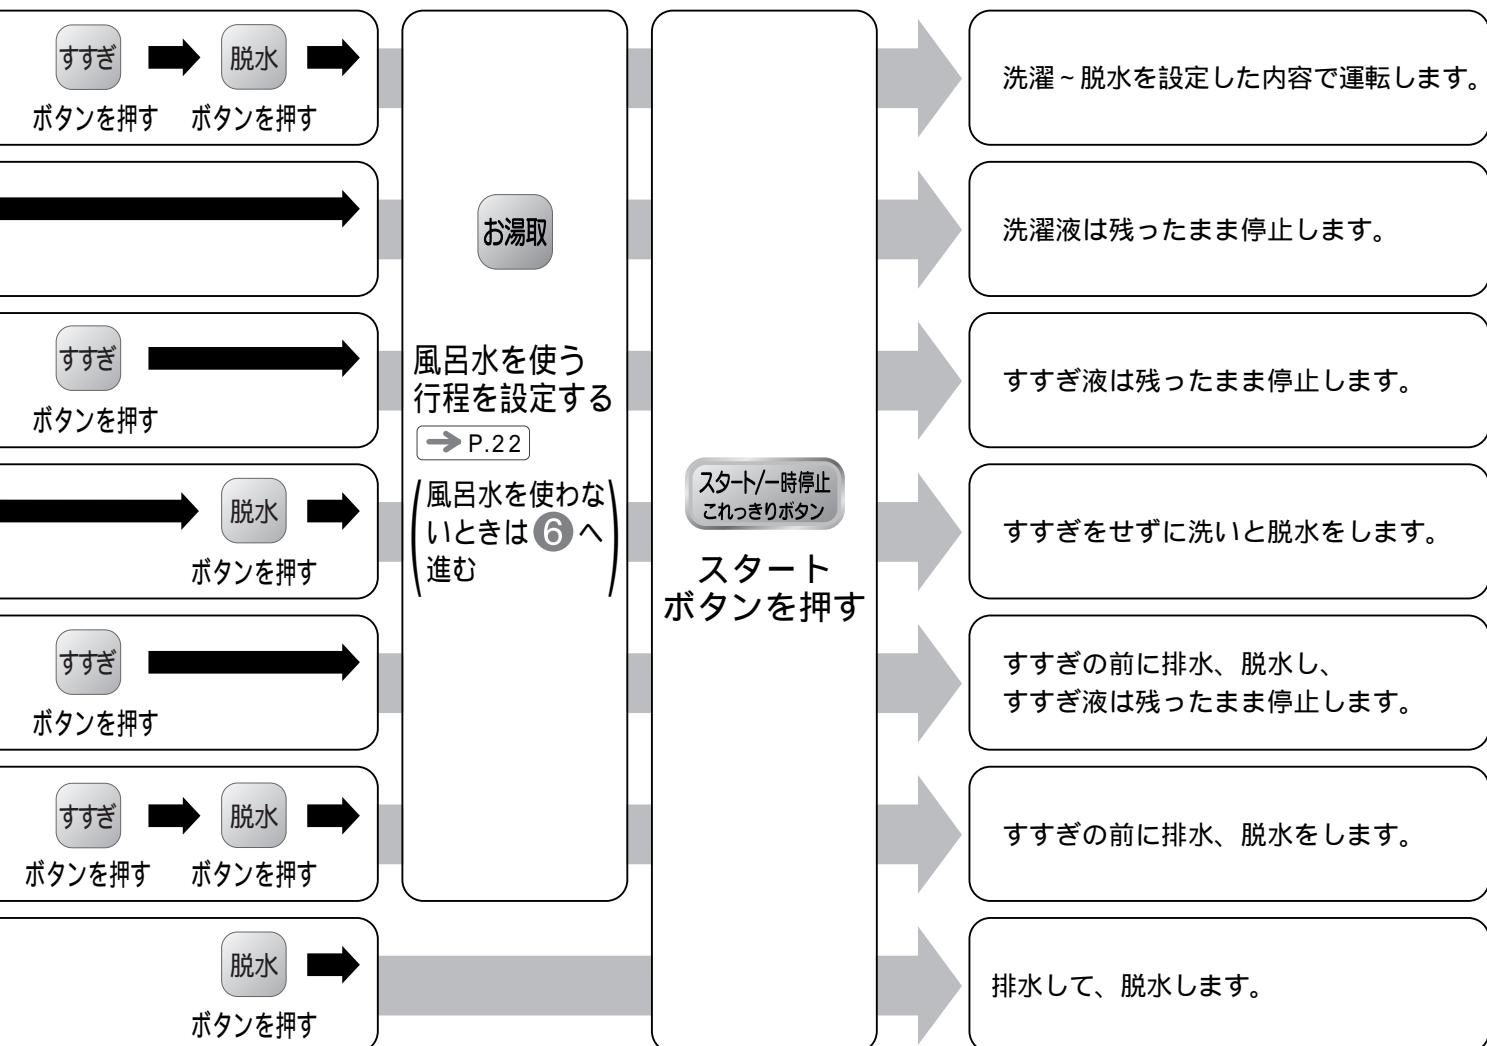 すすぎ
脱水
ボタンを押す
ボタンを押す
洗濯~脱水を設定した内容で運転します。
お湯取
洗濯液は残ったまま停止します。
すすぎ
ボタンを押す
風呂水を使う
行程を設定する
P.22
風呂水を使わな
いときは6へ
進む
すすぎ液は残ったまま停止します。
脱水
ボタンを押す
スタート/一時停止
これっきりボタン
スタート
ボタンを押す
すすぎをせずに洗いと脱水をします。
すすぎ
ボタンを押す
すすぎの前に排水、脱水し、
すすぎ液は残ったまま停止します。
すすぎ
脱水
ボタンを押す
ボタンを押す
すすぎの前に排水、脱水をします。
脱水
ボタンを押す
排水して、脱水します。